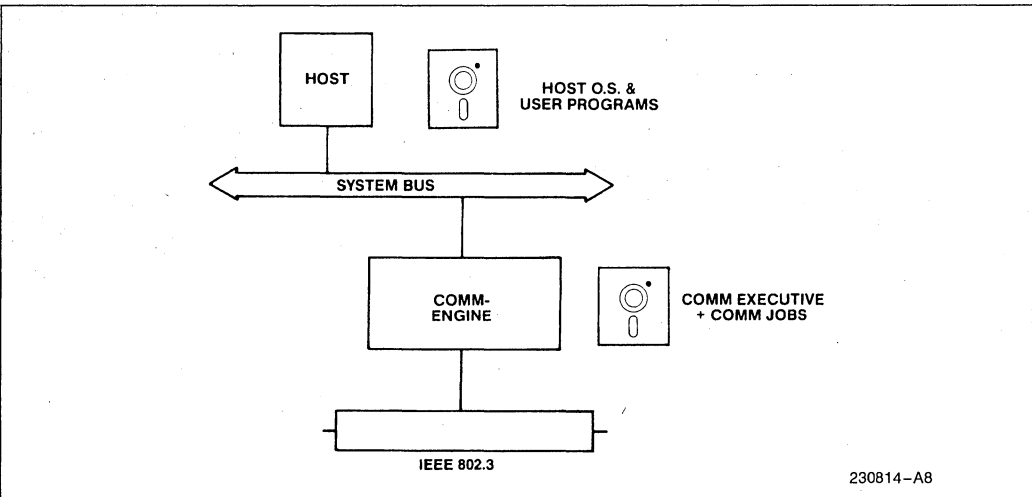 HOST
HOST O.S. &
USER PROGRAMS
SYSTEM BUS
COMM-
ENGINE
COMM EXECUTIVE
+ COMM JOBS
IEEE 802.3
230814-A8